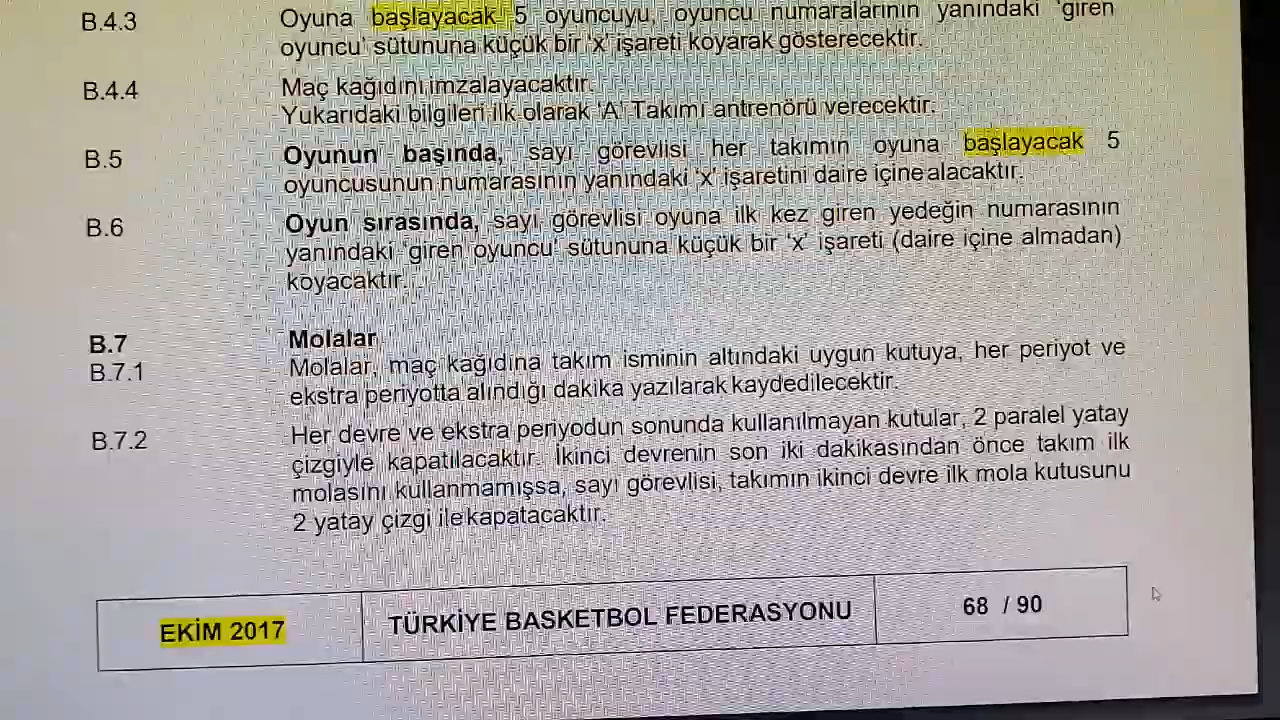 B.4.3 Oyuna başlayacak 5 oyuncuyu, oyuncu numaralarının yanındaki 'giren
oyuncu' sütununa küçük bir 'x' işareti koyarak gösterecektir.
B.4.4 Maç kağıdını imzalayacaktır.
Yukarıdaki bilgileri ilk olarak 'A' Takımı antrenörü verecektir.
B.5 Oyunun başında, sayı görevlisi her takımın oyuna başlayacak 5
oyuncusunun numarasının yanındaki 'x' işaretini daire içine alacaktır.
B.6 Oyun sırasında, sayı görevlisi oyuna ilk kez giren yedeğin numarasının
yanındaki 'giren oyuncu' sütununa küçük bir 'x' işareti (daire içine almadan)
koyacaktır.
B.7 Molalar
B.7.1 Molalar, maç kağıdına takım isminin altındaki uygun kutuya, her periyot ve
ekstra periyotta alındığı dakika yazılarak kaydedilecektir.
B.7.2 Her devre ve ekstra periyodun sonunda kullanılmayan kutular, 2 paralel yatay
çizgiyle kapatılacaktır. İkinci devrenin son iki dakikasından önce takım ilk
molasını kullanmamışsa, sayı görevlisi, takımın ikinci devre ilk mola kutusunu
2 yatay çizgi ile kapatacaktır.
EKİM 2017 TÜRKİYE BASKETBOL FEDERASYONU 68 / 90